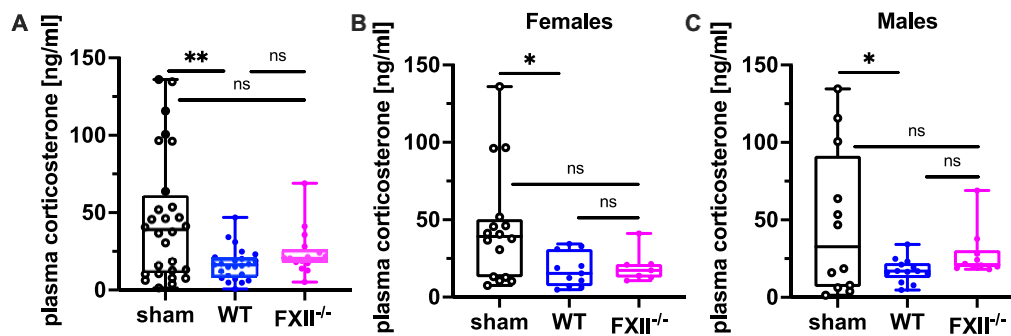 A
plasma corticosterone [ng/ml]
150
100
50
0
**
ns
ns
sham WT FXII-/-
B
Females
plasma corticosterone [ng/ml]
150
100
50
0
*
ns
ns
sham WT FXII-/-
C
Males
plasma corticosterone [ng/ml]
150
100
50
0
*
ns
ns
sham WT FXII-/-